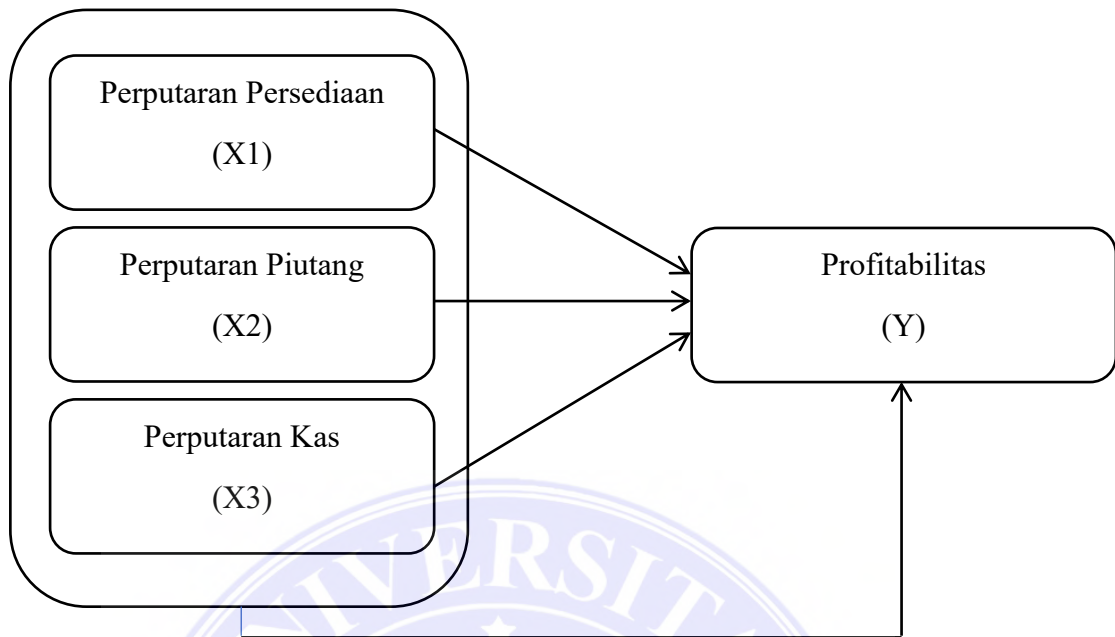 Perputaran Persediaan
(X1)
Perputaran Piutang
(X2)
Profitabilitas
(Y)
Perputaran Kas
(X3)